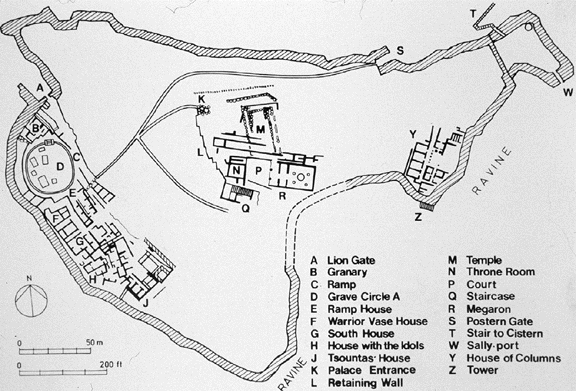 T
S
A
K
W
B
M
Y
L
C
D
N
P
RAVINE
E
R
F
Q
Z
G
H
J
N
0 50 m
0 200 ft
RAVINE
A Lion Gate
B Granary
C Ramp
D Grave Circle A
E Ramp House
F Warrior Vase House
G South House
H House with the Idols
J Tsountas' House
K Palace Entrance
L Retaining Wall
M Temple
N Throne Room
P Court
Q Staircase
R Megaron
S Postern Gate
T Stair to Cistern
W Sally-port
Y House of Columns
Z Tower